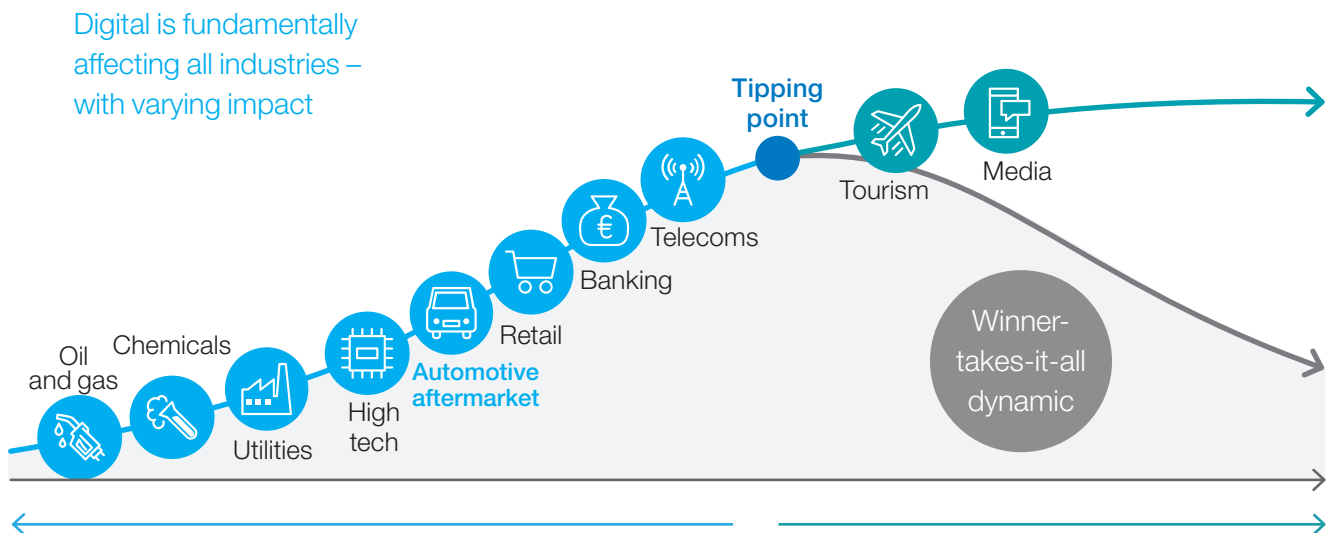 Digital is fundamentally
affecting all industries –
with varying impact
Oil
and gas
Chemicals
Utilities
High
tech
Automotive
aftermarket
Retail
€
Banking
Telecoms
Tipping
point
Tourism
Media
Winner-
takes-it-all
dynamic